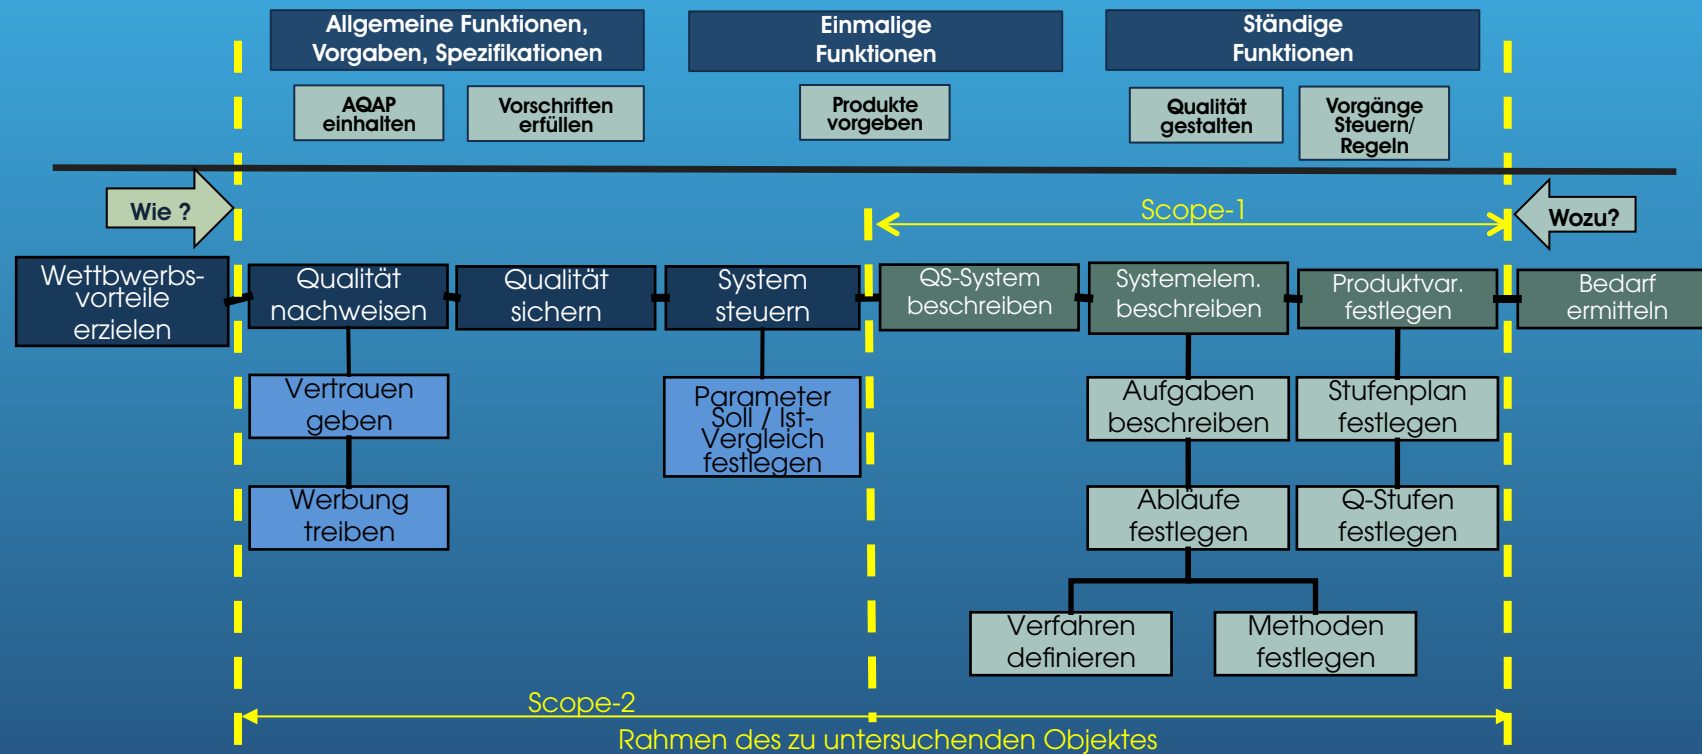 Allgemeine Funktionen,
Vorgaben, Spezifikationen
Einmalige
Funktionen
Ständige
Funktionen
AQAP
einhalten
Vorschriften
erfüllen
Produkte
vorgeben
Qualität
gestalten
Vorgänge
Steuern/
Regeln
Wie ?
Scope-1
Wozu?
Wettbwerbs-
vorteile
erzielen
Qualität
nachweisen
Qualität
sichern
System
steuern
QS-System
beschreiben
Systemelem.
beschreiben
Produktvar.
festlegen
Bedarf
ermitteln
Vertrauen
geben
Parameter
Soll / Ist-
Vergleich
festlegen
Aufgaben
beschreiben
Stufenplan
festlegen
Werbung
treiben
Abläufe
festlegen
Q-Stufen
festlegen
Verfahren
definieren
Methoden
festlegen
Scope-2
Rahmen des zu untersuchenden Objektes